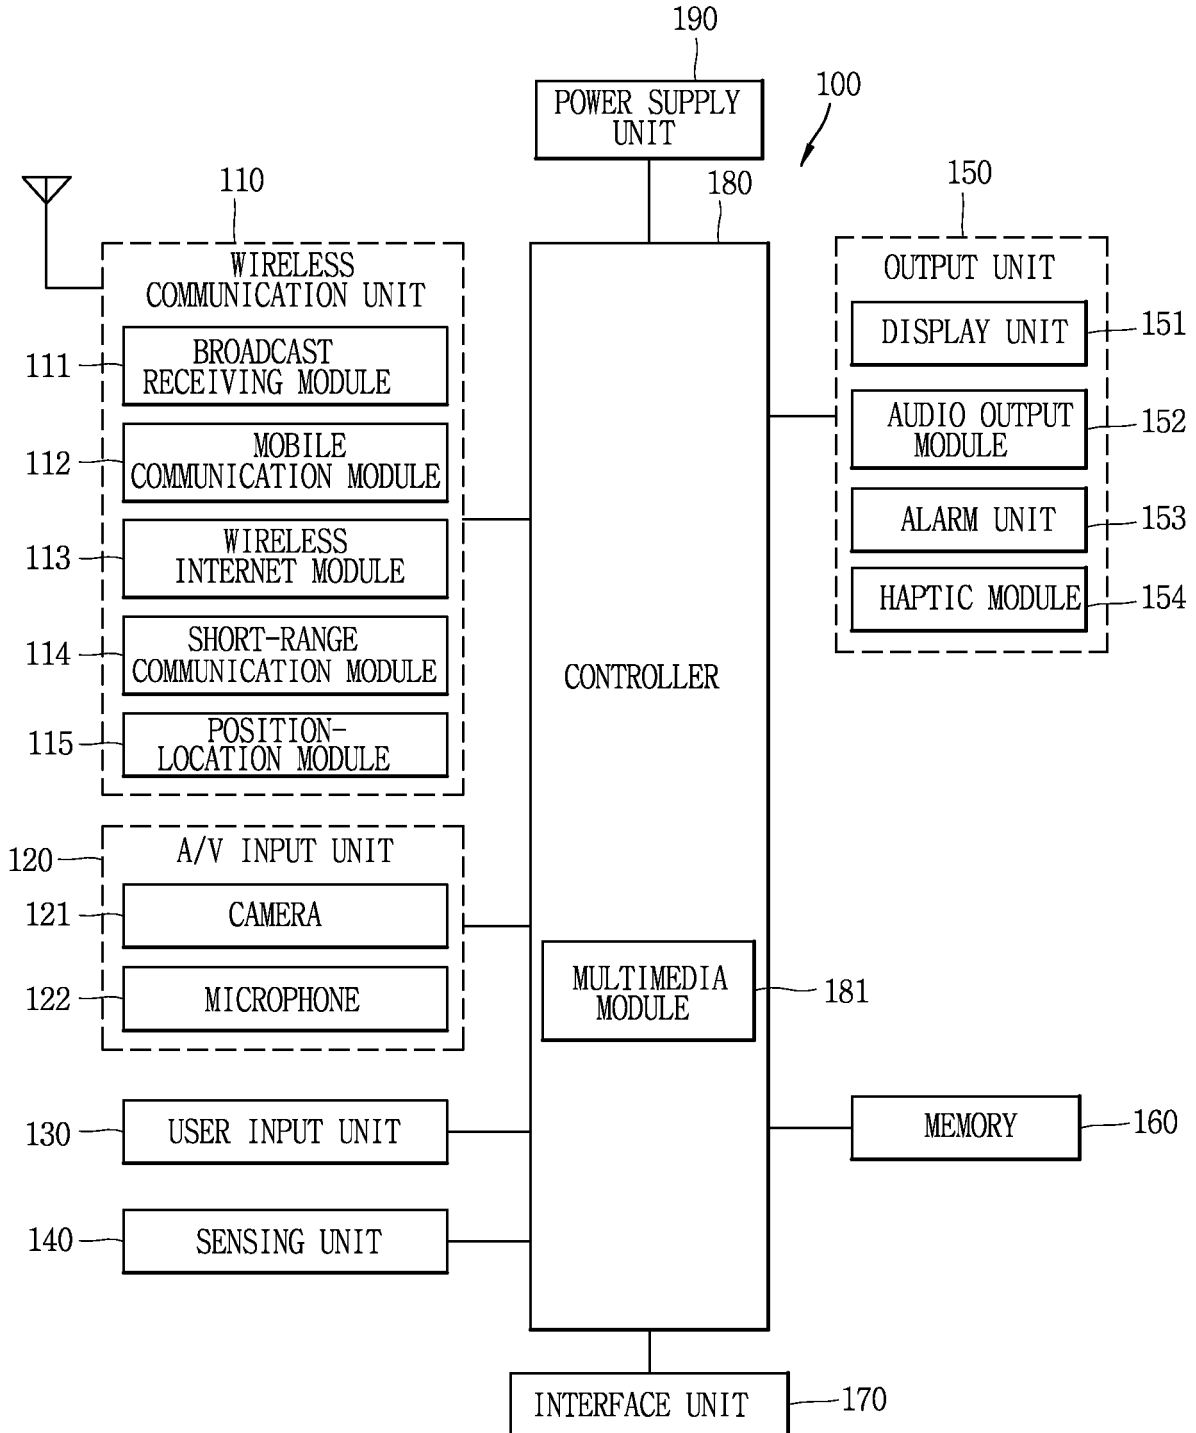 190
POWER SUPPLY
UNIT
100
110
180
150
WIRELESS
COMMUNICATION UNIT
111
BROADCAST
RECEIVING MODULE
112
MOBILE
COMMUNICATION MODULE
113
WIRELESS
INTERNET MODULE
114
SHORT-RANGE
COMMUNICATION MODULE
115
POSITION-
LOCATION MODULE
120
A/V INPUT UNIT
121
CAMERA
122
MICROPHONE
130
USER INPUT UNIT
140
SENSING UNIT
CONTROLLER
MULTIMEDIA
MODULE
181
OUTPUT UNIT
DISPLAY UNIT
151
AUDIO OUTPUT
MODULE
152
ALARM UNIT
153
HAPTIC MODULE
154
MEMORY
160
INTERFACE UNIT
170